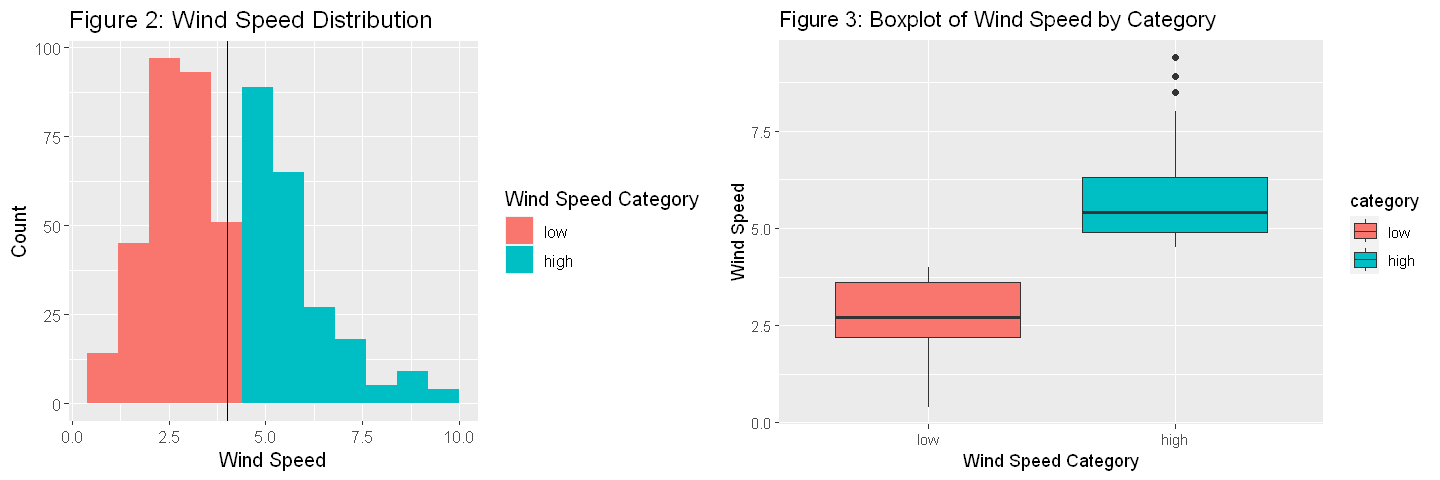 Figure 2: Wind Speed Distribution
100
75
50
25
0
Count
0.0 2.5 5.0 7.5 10.0
Wind Speed
Wind Speed Category
low
high
Figure 3: Boxplot of Wind Speed by Category
7.5
5.0
2.5
0.0
Wind Speed
low high
Wind Speed Category
category
low
high